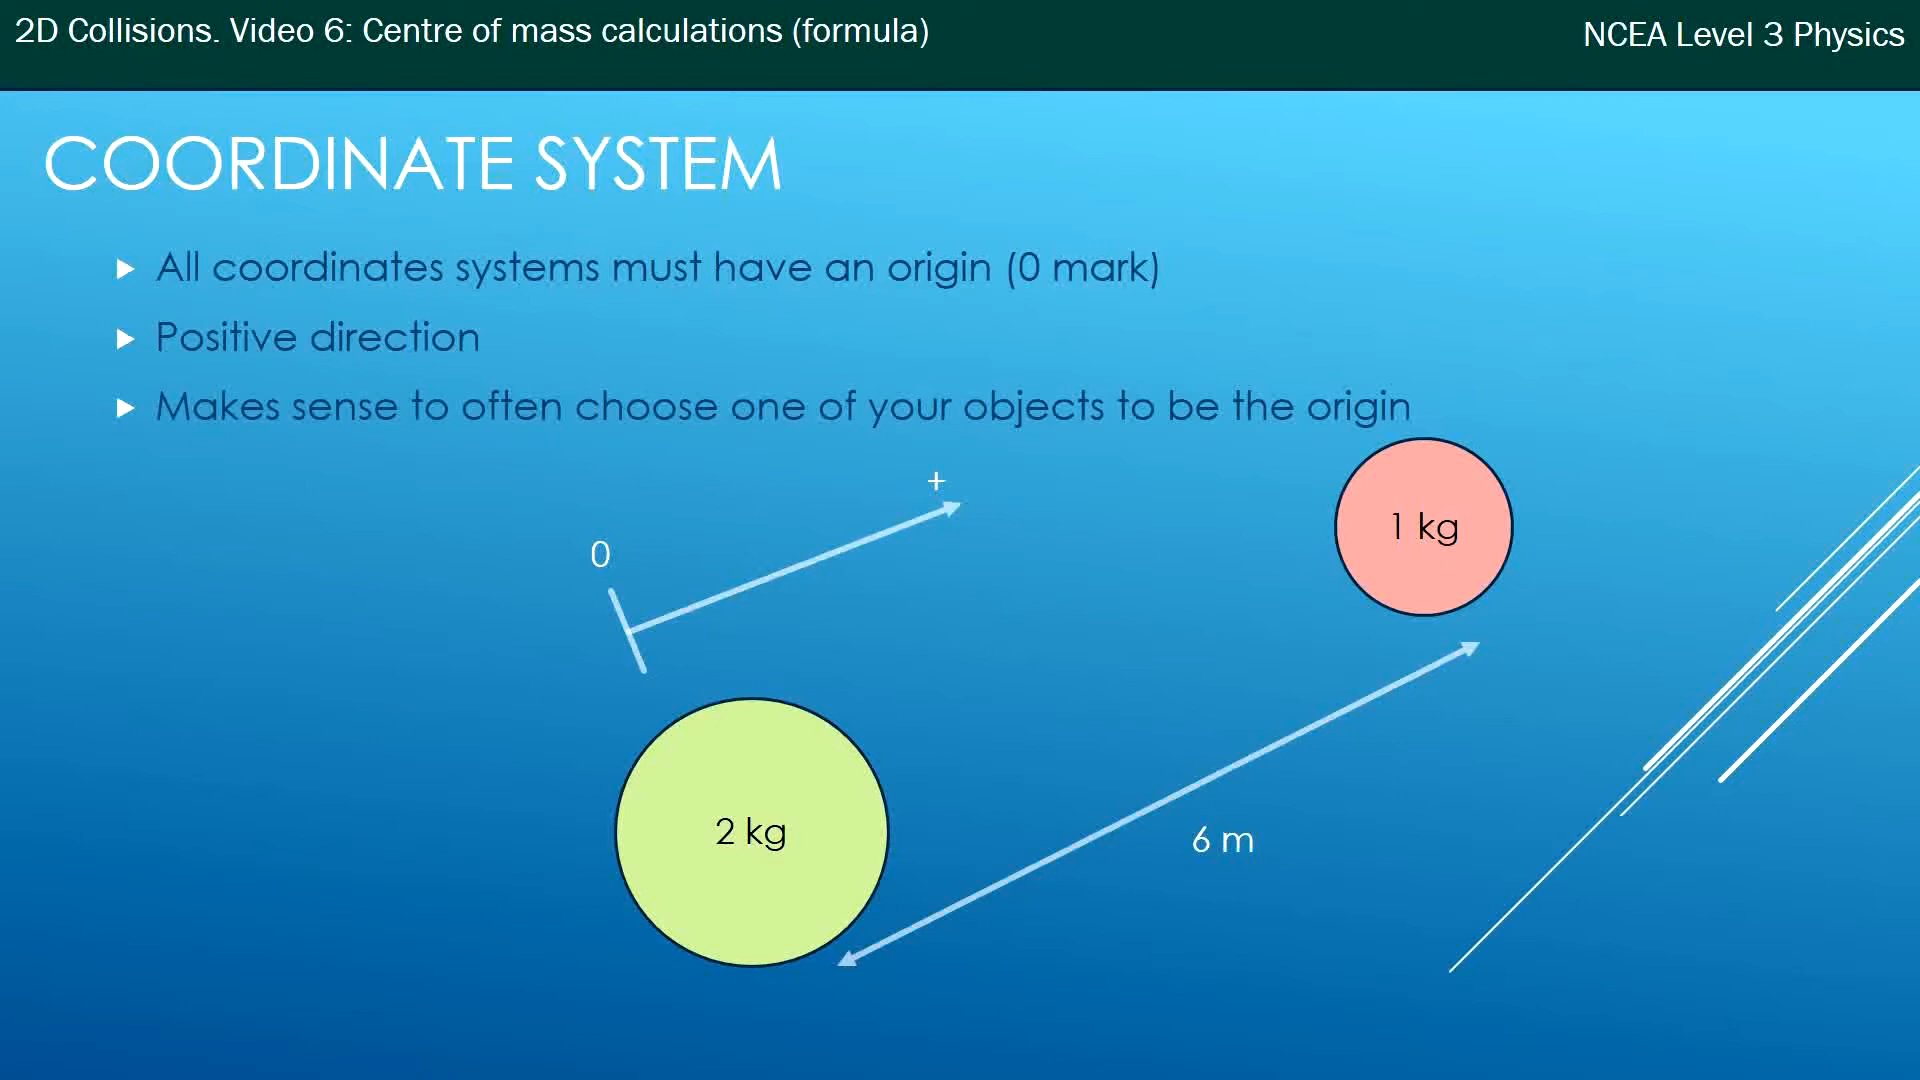 2D Collisions. Video 6: Centre of mass calculations (formula)
NCEA Level 3 Physics
COORDINATE SYSTEM
All coordinates systems must have an origin (0 mark)
Positive direction
Makes sense to often choose one of your objects to be the origin
+
0
1 kg
2 kg
6 m